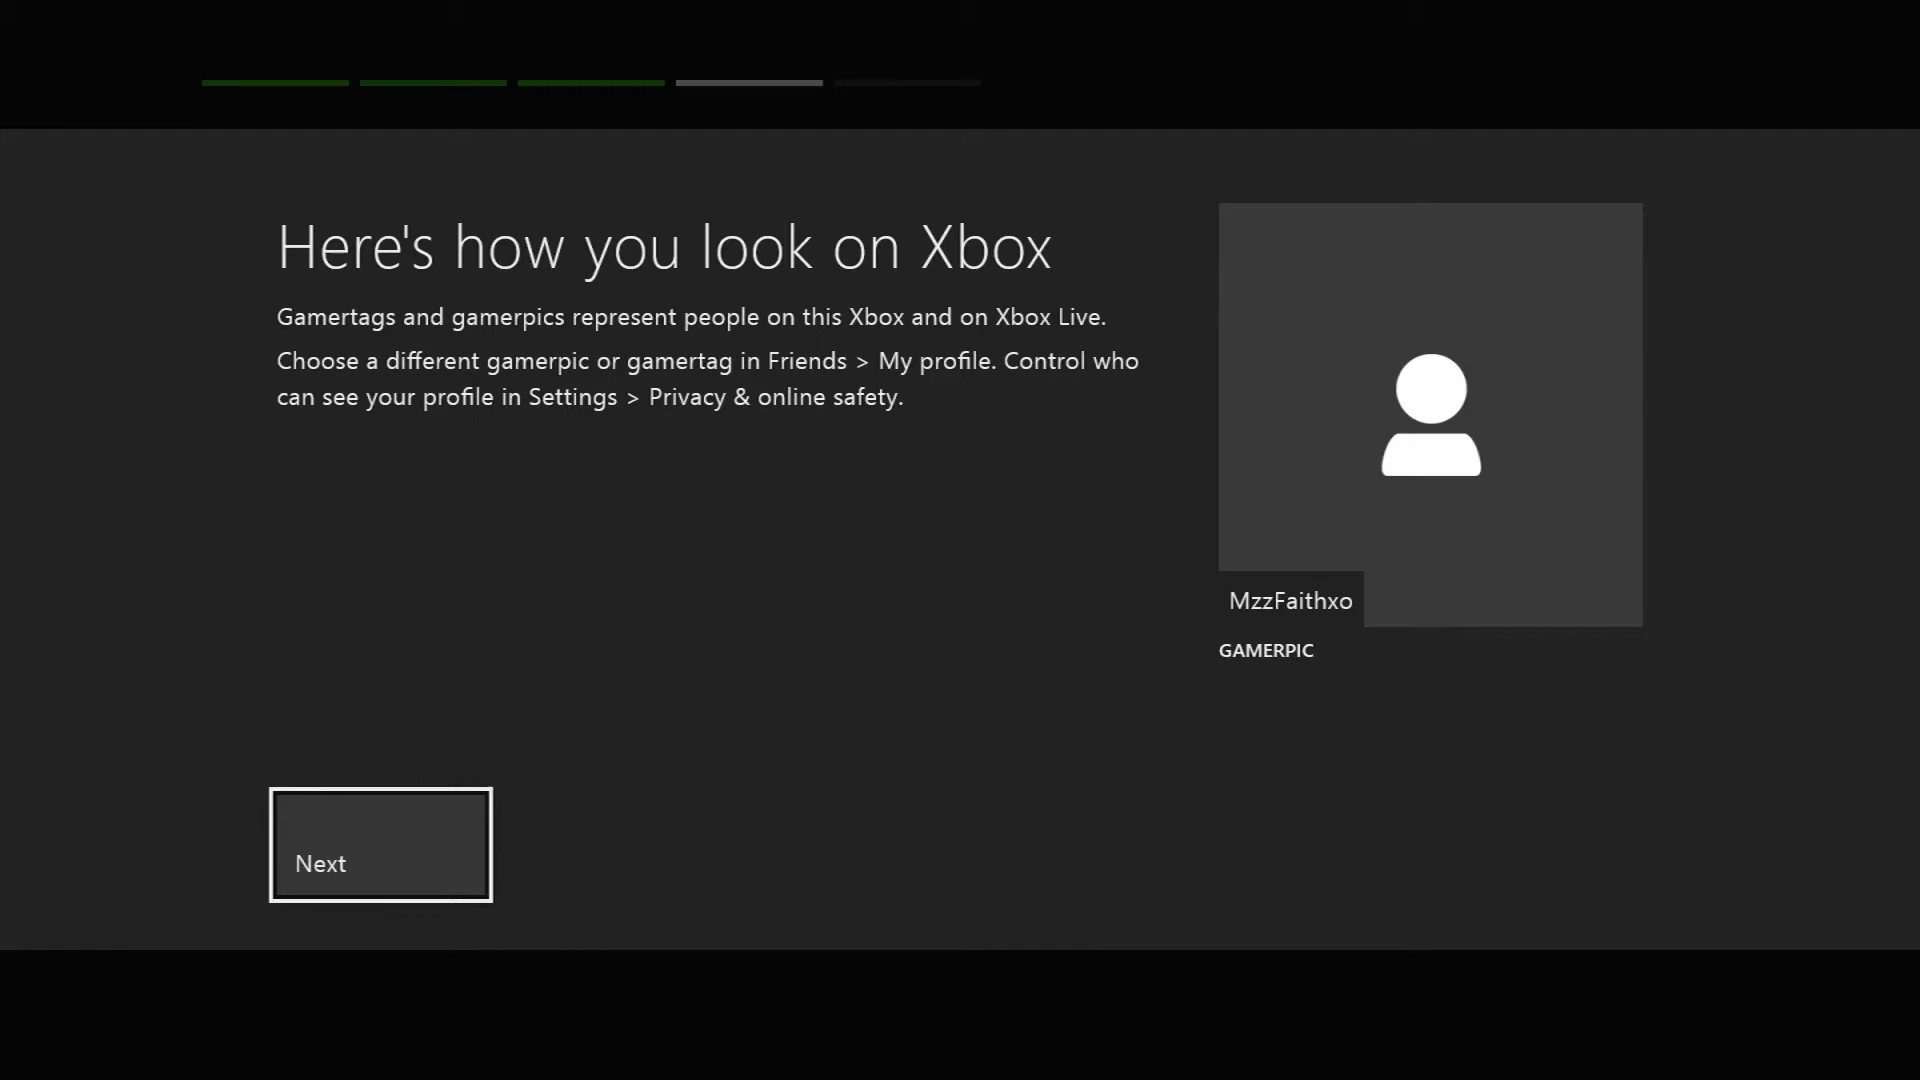 Here's how you look on Xbox
Gamertags and gamerpics represent people on this Xbox and on Xbox Live.
Choose a different gamerpic or gamertag in Friends > My profile. Control who
can see your profile in Settings > Privacy & online safety.
MzzFaithxo
GAMERPIC
Next